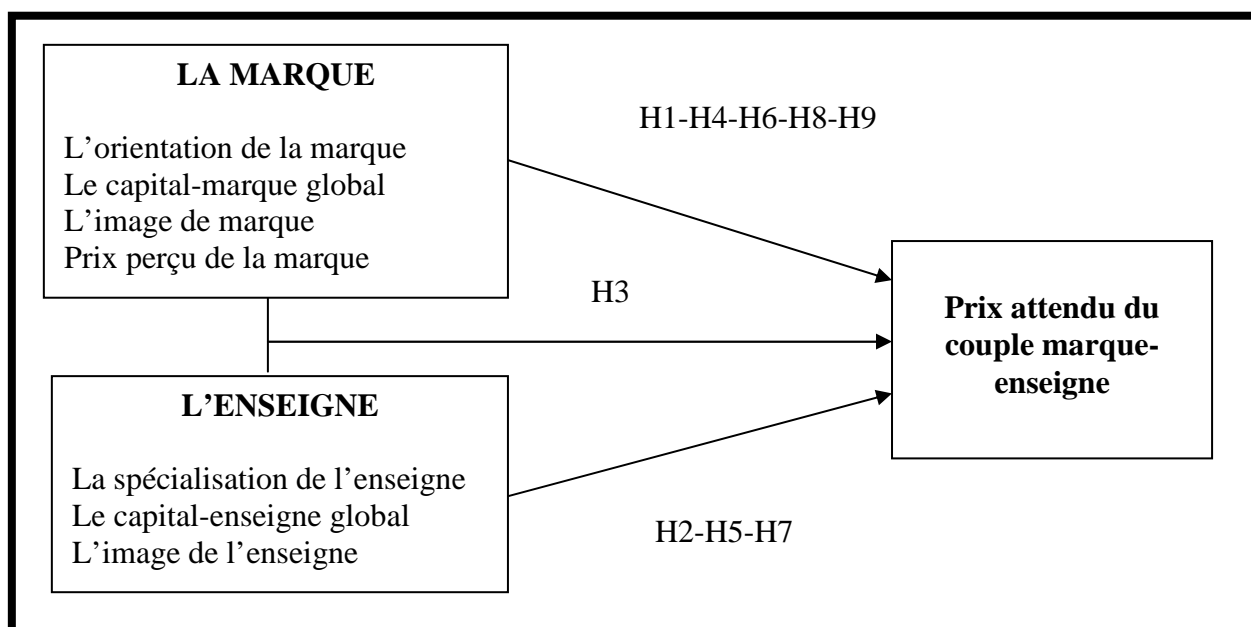 LA MARQUE
L’orientation de la marque
Le capital-marque global
L’image de marque
Prix perçu de la marque
H1-H4-H6-H8-H9
H3
Prix attendu du
couple marque-
enseigne
L’ENSEIGNE
La spécialisation de l’enseigne
Le capital-enseigne global
L’image de l’enseigne
H2-H5-H7